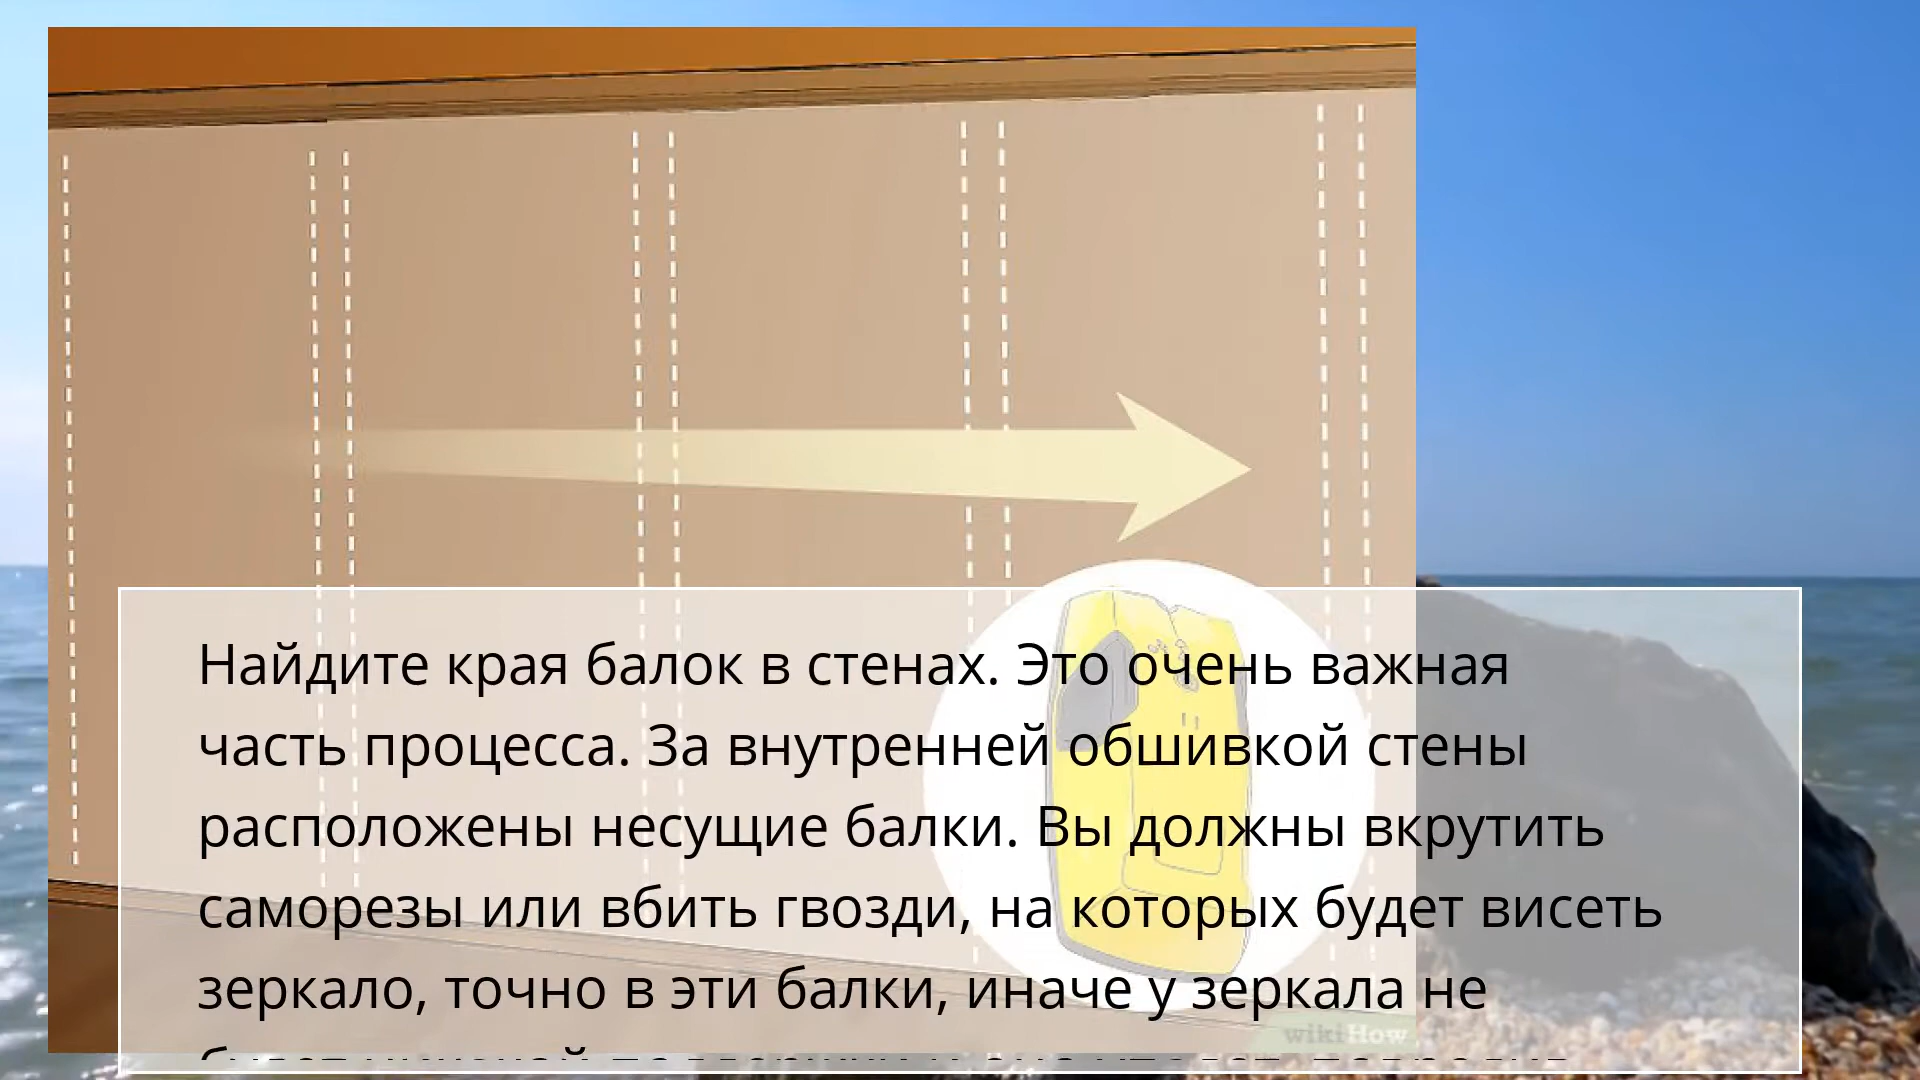 Найдите края балок в стенах. Это очень важная
часть процесса. За внутренней обшивкой стены
расположены несущие балки. Вы должны вкрутить
саморезы или вбить гвозди, на которых будет висеть
зеркало, точно в эти балки, иначе у зеркала не
wikiHow